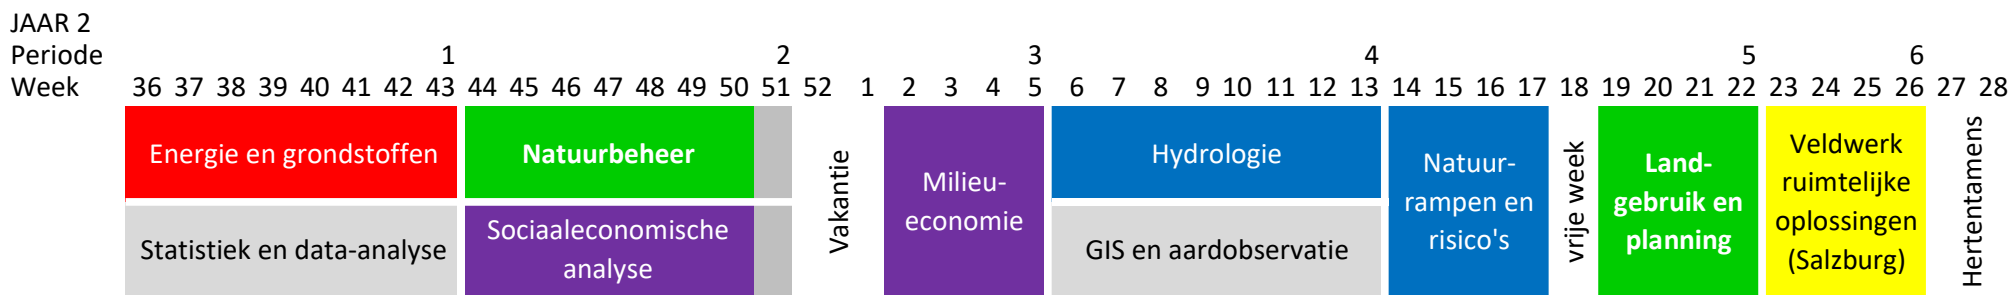 JAAR 2
Periode 1 2 3 4 5 6
Week 36 37 38 39 40 41 42 43 44 45 46 47 48 49 50 51 52 1 2 3 4 5 6 7 8 9 10 11 12 13 14 15 16 17 18 19 20 21 22 23 24 25 26 27 28
Energie en grondstoffen
Statistiek en data-analyse
Natuurbeheer
Sociaaleconomische
analyse
Vakantie
Milieu-
economie
Hydrologie
GIS en aardobservatie
Natuur-
rampen en
risico's
vrije week
Land-
gebruik en
planning
Veldwerk
ruimtelijke
oplossingen
(Salzburg)
Hertentamens